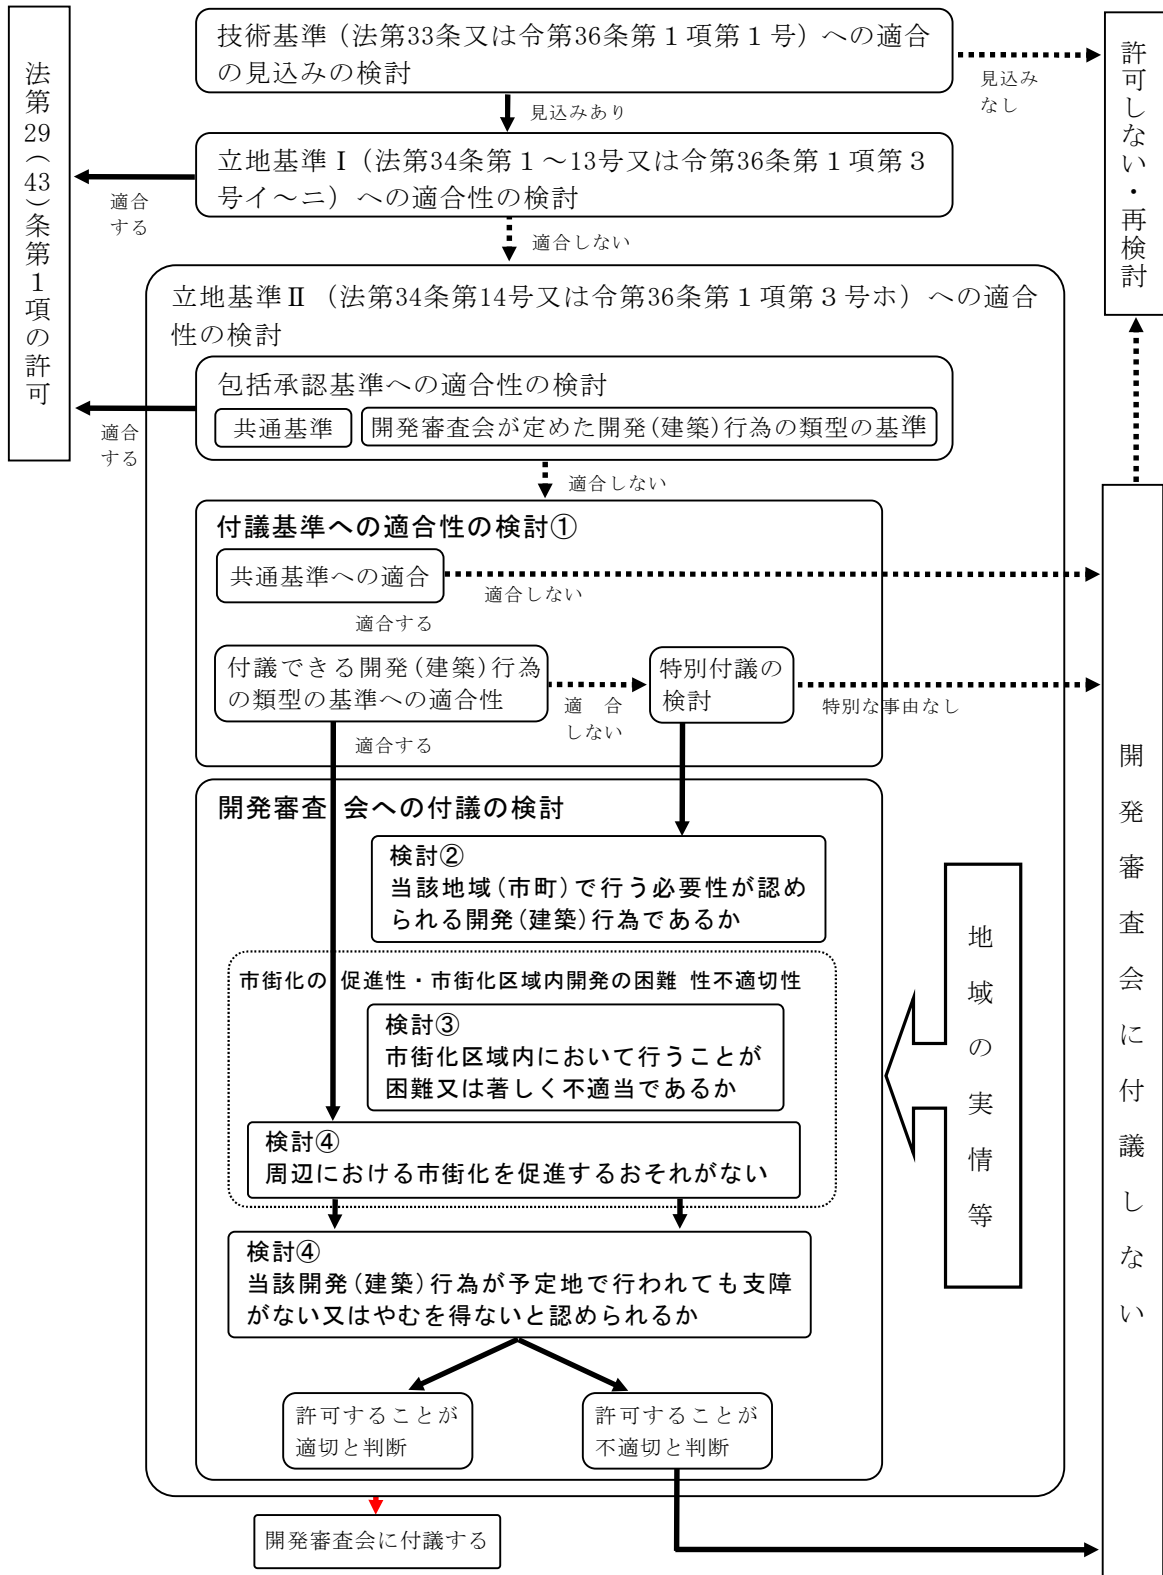 技術基準（法第33条又は令第36条第１項第１号）への適合
の見込みの検討
見込み
なし
許可しない・再検討
見込みあり
法第29（43）条第１項の許可
立地基準Ⅰ（法第34条第１～13号又は令第36条第１項第３
号イ～ニ）への適合性の検討
適合
する
適合しない
立地基準Ⅱ（法第34条第14号又は令第36条第１項第３号ホ）への適合
性の検討
包括承認基準への適合性の検討
共通基準
開発審査会が定めた開発(建築)行為の類型の基準
適合
する
適合しない
付議基準への適合性の検討①
共通基準への適合
適合しない
適合する
付議できる開発(建築)行為
の類型の基準への適合性
適　合
しない
特別付議の
検討
特別な事由なし
適合する
開発審査会に付議しない
開発審査 会への付議の検討
検討②
当該地域(市町)で行う必要性が認め
られる開発(建築)行為であるか
地域の実情等
市街化の 促進性・市街化区域内開発の困難 性不適切性
検討③
市街化区域内において行うことが
困難又は著しく不適当であるか
検討④
周辺における市街化を促進するおそれがない
検討④
当該開発(建築)行為が予定地で行われても支障
がない又はやむを得ないと認められるか
許可することが
適切と判断
許可することが
不適切と判断
開発審査会に付議する